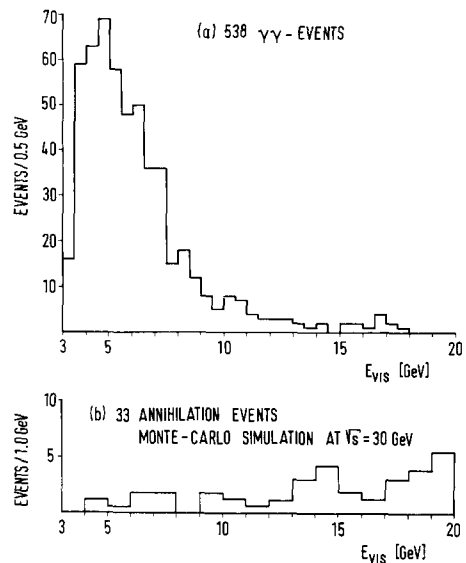 70
(a) 538 γγ - EVENTS
60
50
40
30
20
10
EVENTS/0.5 GeV
3 5 10 15 20
E_VIS [GeV]
10
(b) 33 ANNIHILATION EVENTS
MONTE-CARLO SIMULATION AT √s = 30 GeV
5
EVENTS/1.0 GeV
3 5 10 15 20
E_VIS [GeV]